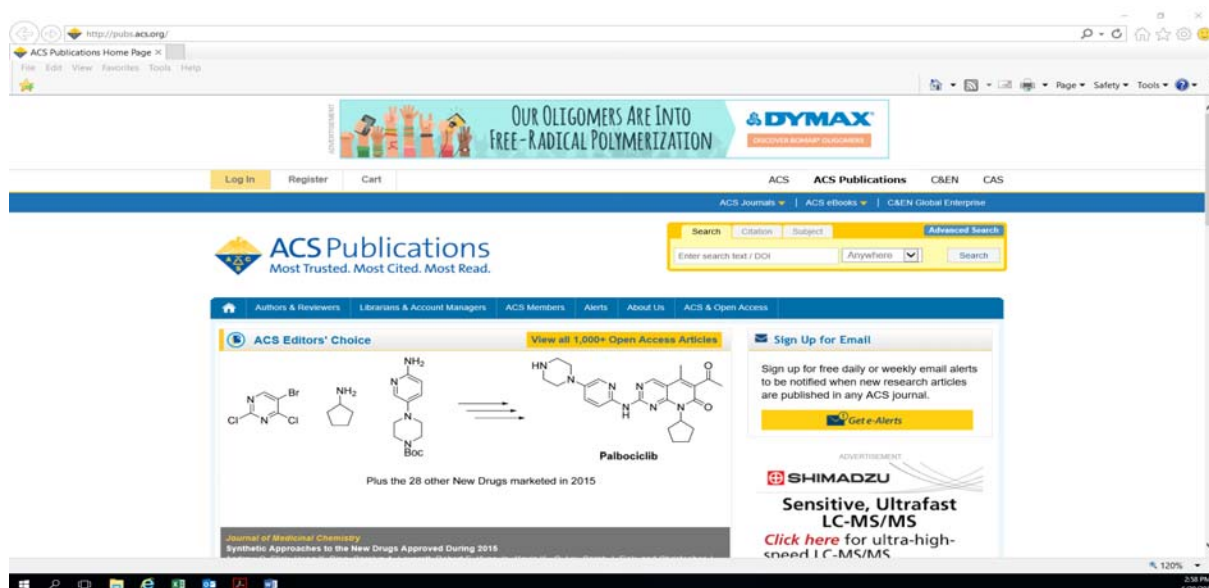 http://pubs.acs.org/
ACS Publications Home Page
File Edit View Favorites Tools Help
Page Safety Tools
ADVERTISEMENT
OUR OLIGOMERS ARE INTO
FREE-RADICAL POLYMERIZATION
DYMAX
DISCOVER BOMAR OLIGOMERS
Log In Register Cart
ACS ACS Publications C&EN CAS
ACS Journals | ACS eBooks | C&EN Global Enterprise
ACS Publications
Most Trusted. Most Cited. Most Read.
Search Citation Subject Advanced Search
Enter search text / DOI Anywhere Search
Authors & Reviewers Librarians & Account Managers ACS Members Alerts About Us ACS & Open Access
ACS Editors' Choice View all 1,000+ Open Access Articles
Br
Cl N Cl
N
NH2
NH2
N
N
N
Boc
HN
N
N
N
H
N
N
N
O
O
Palbociclib
Plus the 28 other New Drugs marketed in 2015
Journal of Medicinal Chemistry
Synthetic Approaches to the New Drugs Approved During 2015
Sign Up for Email
Sign up for free daily or weekly email alerts
to be notified when new research articles
are published in any ACS journal.
Get e-Alerts
ADVERTISEMENT
SHIMADZU
Sensitive, Ultrafast
LC-MS/MS
Click here for ultra-high-
speed LC-MS/MS
120%
2:58 PM